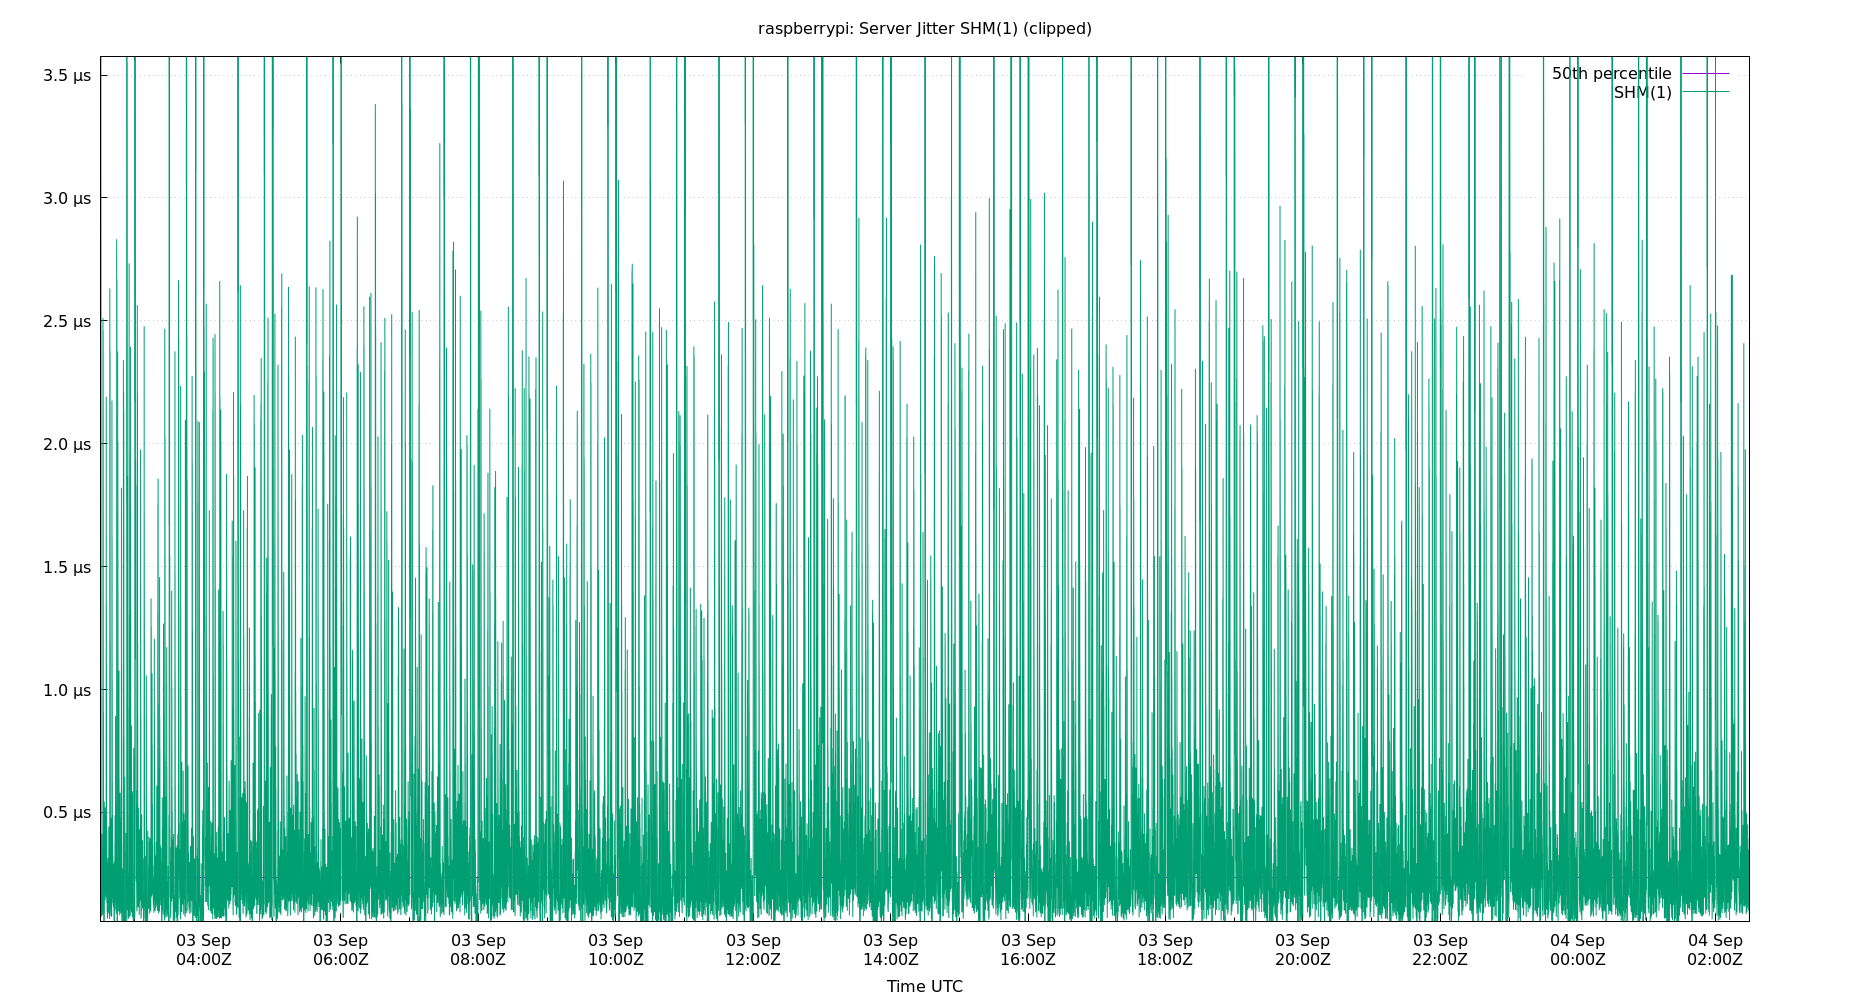 raspberrypi: Server Jitter SHM(1) (clipped)
3.5 µs
3.0 µs
2.5 µs
2.0 µs
1.5 µs
1.0 µs
0.5 µs
50th percentile
SHM(1)
03 Sep 03 Sep 03 Sep 03 Sep 03 Sep 03 Sep 03 Sep 03 Sep 03 Sep 03 Sep 04 Sep 04 Sep
04:00Z 06:00Z 08:00Z 10:00Z 12:00Z 14:00Z 16:00Z 18:00Z 20:00Z 22:00Z 00:00Z 02:00Z
Time UTC